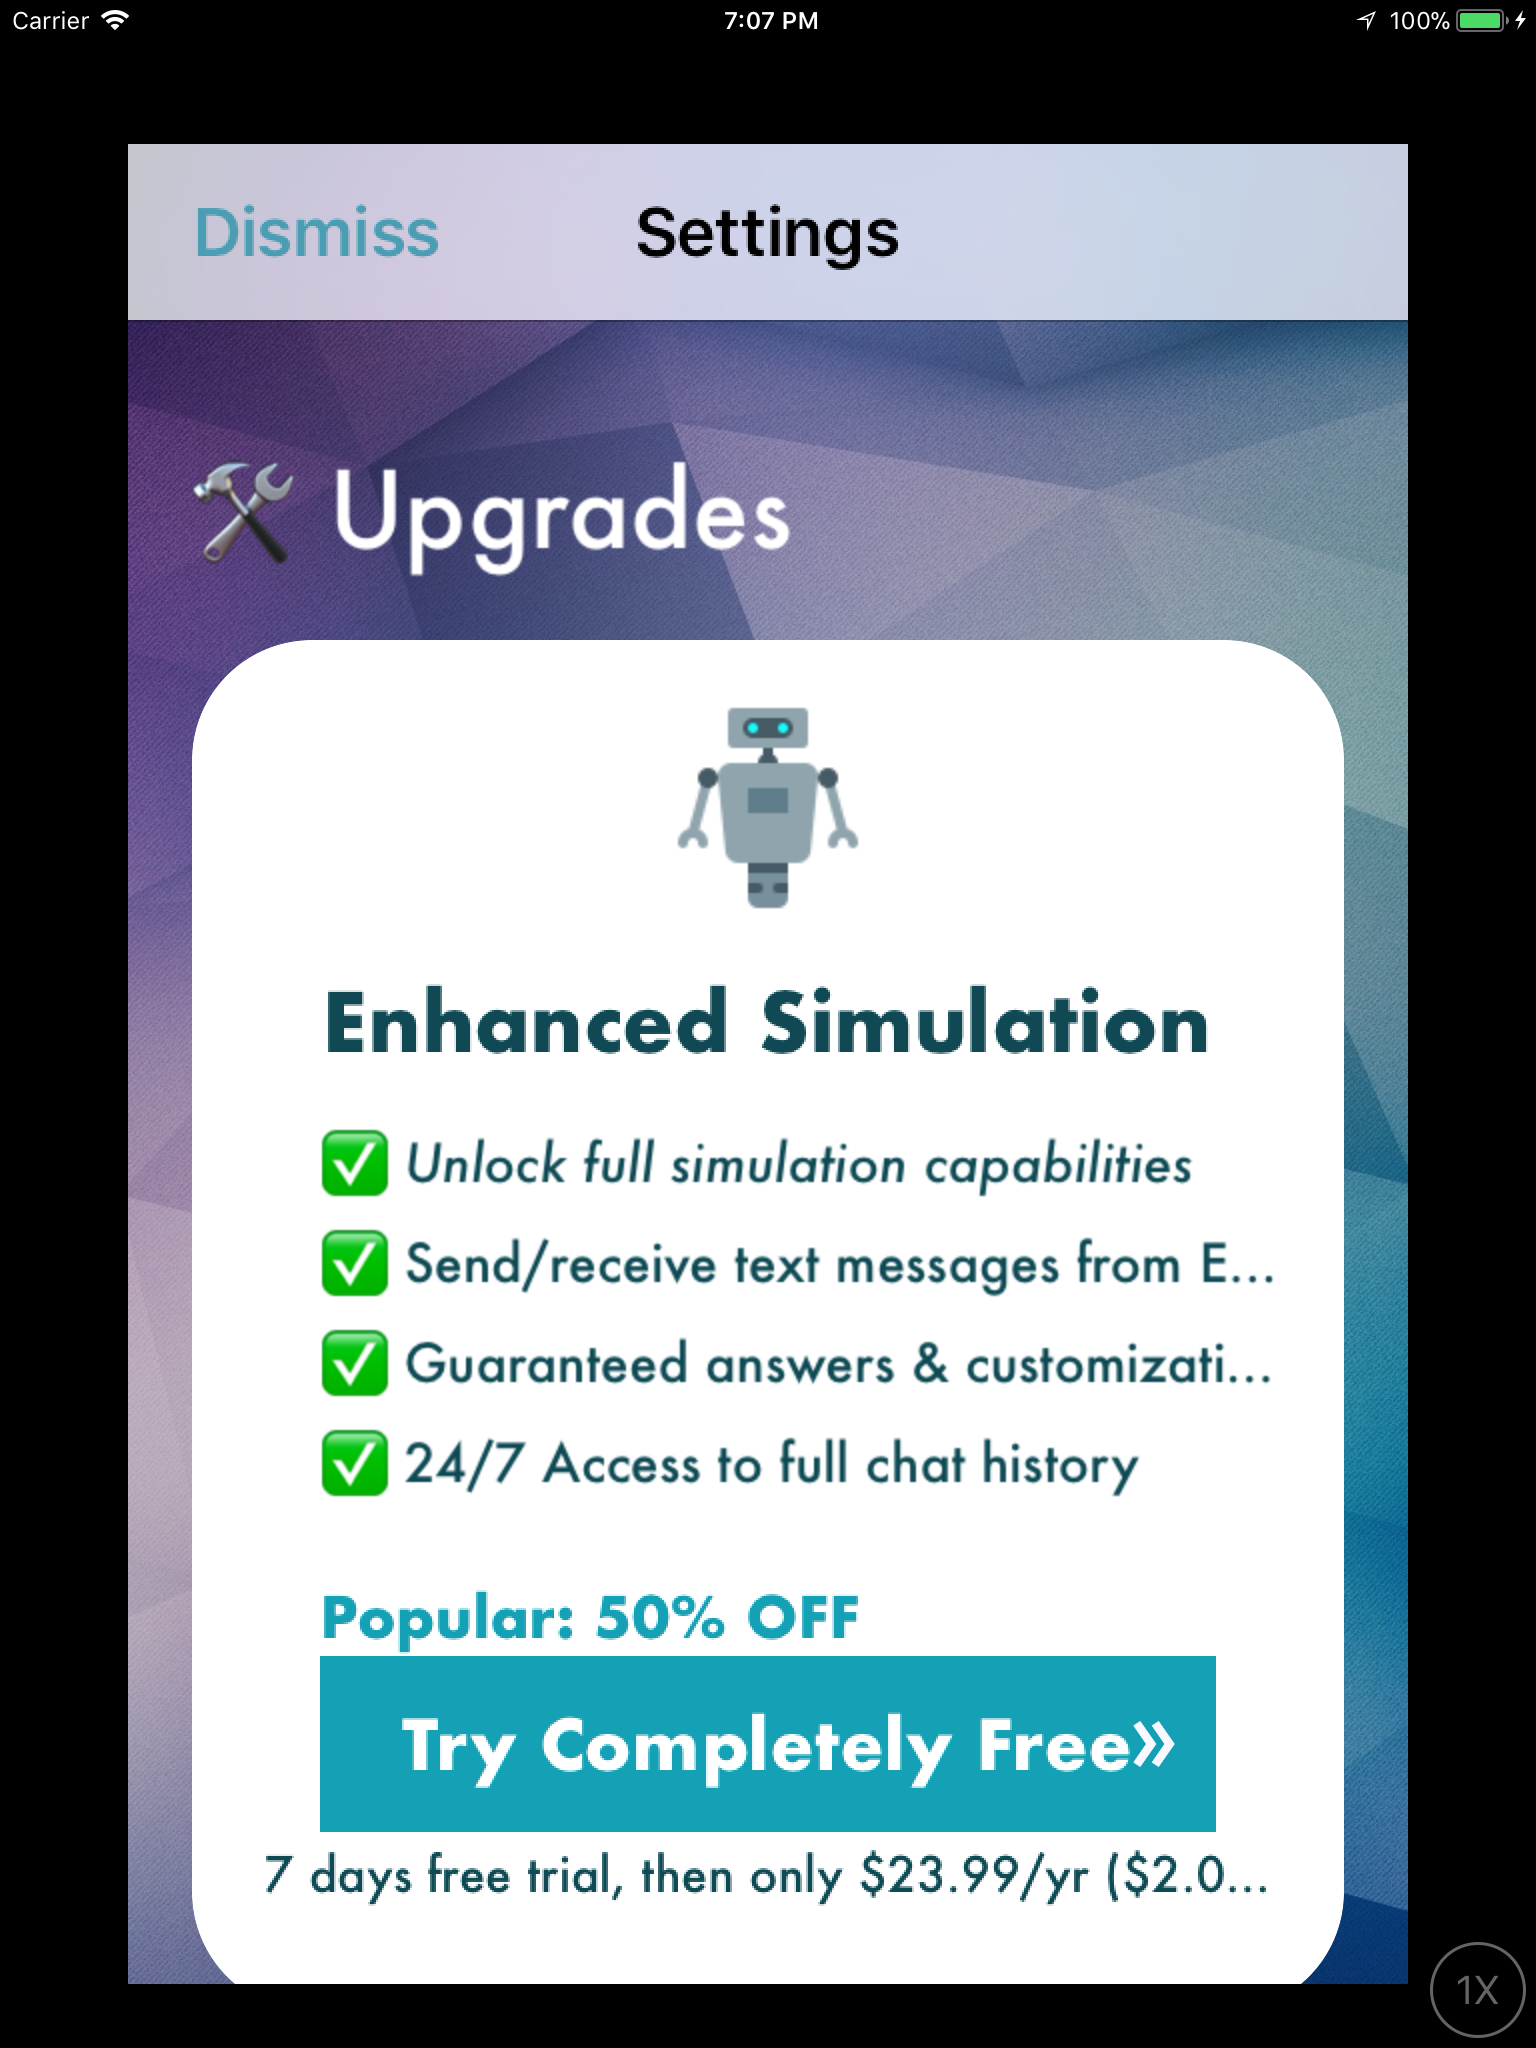 Carrier 7:07 PM 100%
Dismiss Settings
🛠 Upgrades
Enhanced Simulation
✅ Unlock full simulation capabilities
✅ Send/receive text messages from E...
✅ Guaranteed answers & customizati...
✅ 24/7 Access to full chat history
Popular: 50% OFF
Try Completely Free»
7 days free trial, then only $23.99/yr ($2.0...
1X